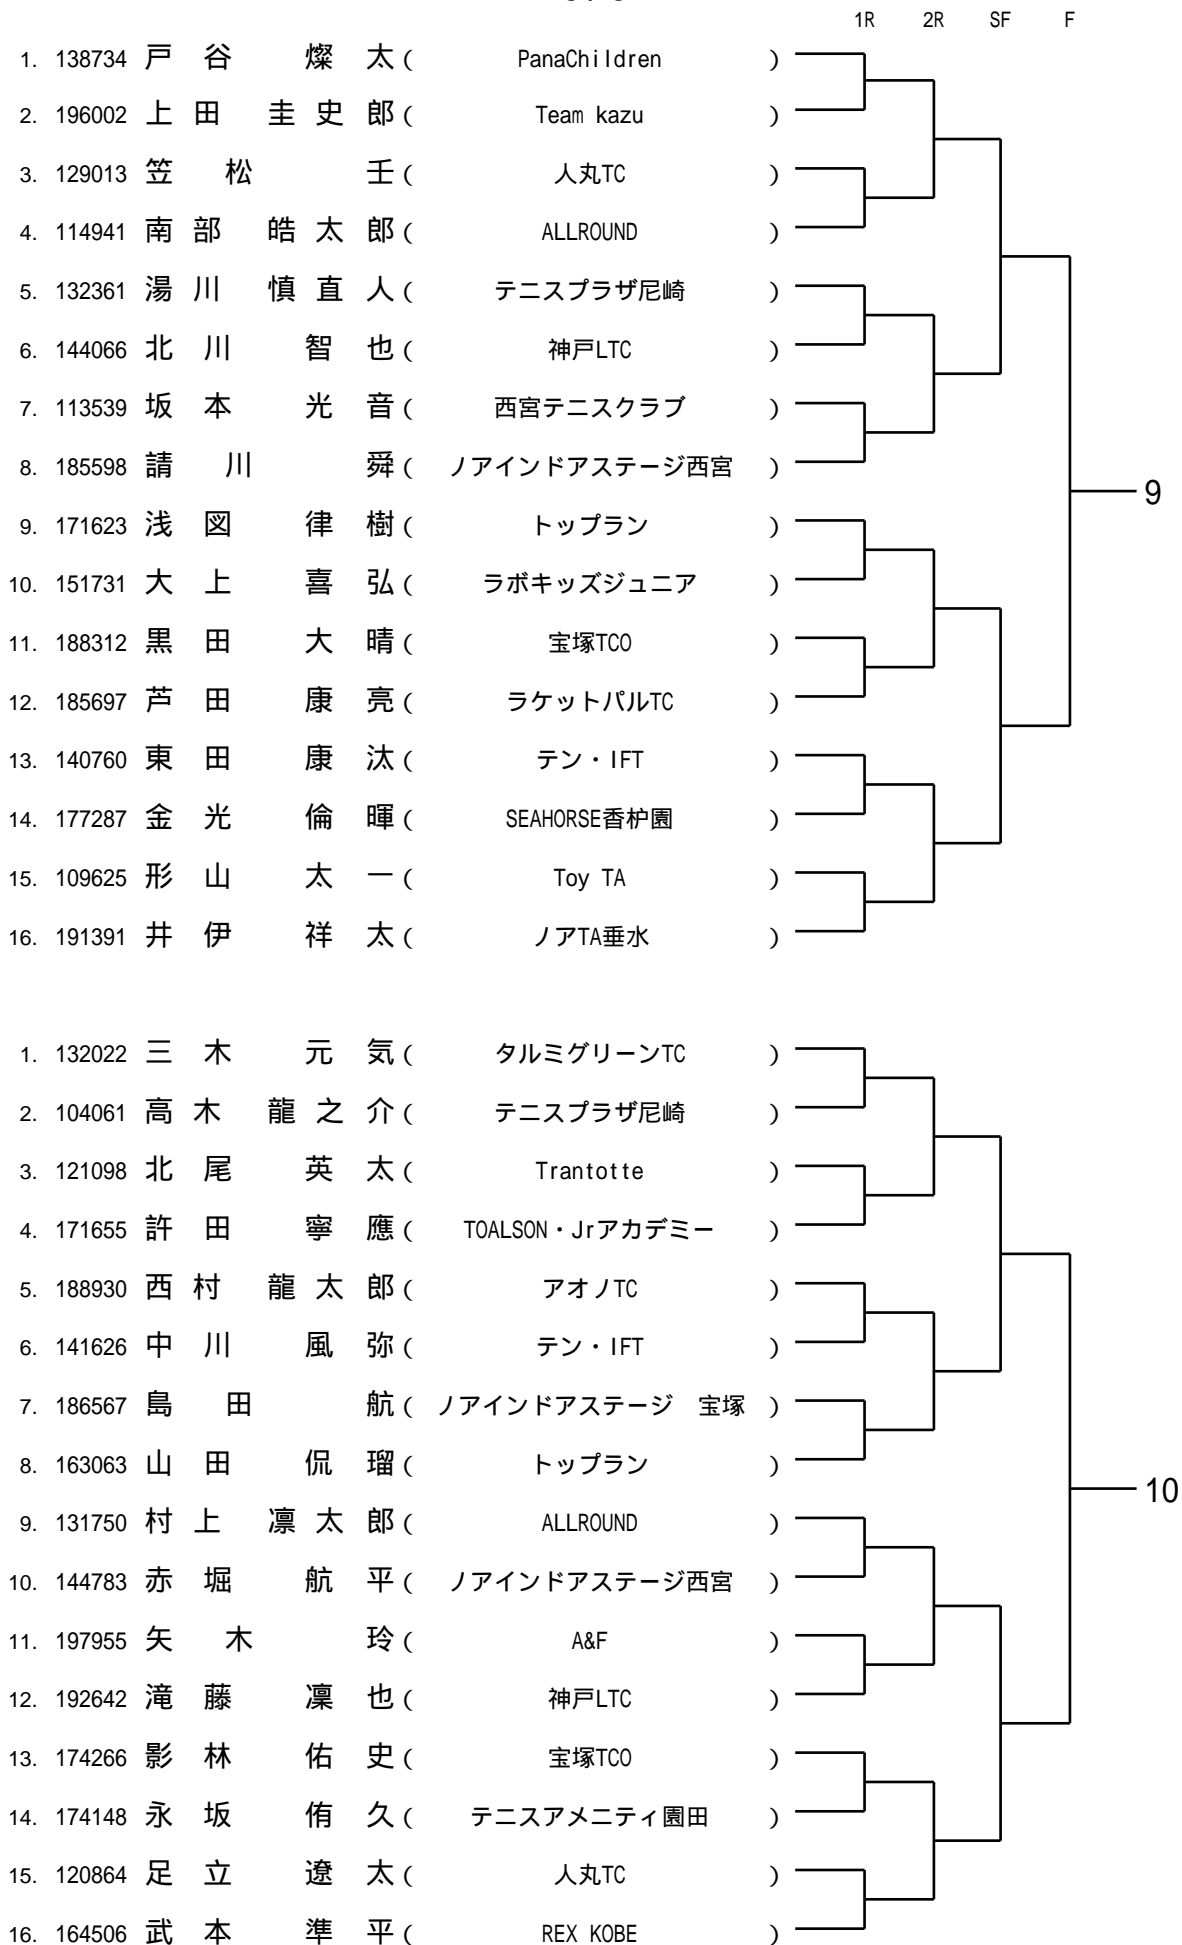 1R 2R SF F
1. 138734 戸谷 燦太 ( PanaChildren )
2. 196002 上田 圭史郎 ( Team kazu )
3. 129013 笠松 壬 ( 人丸TC )
4. 114941 南部 皓太郎 ( ALLROUND )
5. 132361 湯川 慎直人 ( テニスプラザ尼崎 )
6. 144066 北川 智也 ( 神戸LTC )
7. 113539 坂本 光音 ( 西宮テニスクラブ )
8. 185598 請川 舜 ( ノアインドアステージ西宮 )
9
9. 171623 浅図 律樹 ( トップラン )
10. 151731 大上 喜弘 ( ラボキッズジュニア )
11. 188312 黒田 大晴 ( 宝塚TCO )
12. 185697 芦田 康亮 ( ラケットパルTC )
13. 140760 東田 康汰 ( テン・IFT )
14. 177287 金光 倫暉 ( SEAHORSE香枦園 )
15. 109625 形山 太一 ( Toy TA )
16. 191391 井伊 祥太 ( ノアTA垂水 )
1. 132022 三木 元気 ( タルミグリーンTC )
2. 104061 高木 龍之介 ( テニスプラザ尼崎 )
3. 121098 北尾 英太 ( Trantotte )
4. 171655 許田 寧應 ( TOALSON・Jrアカデミー )
5. 188930 西村 龍太郎 ( アオノTC )
6. 141626 中川 風弥 ( テン・IFT )
7. 186567 島田 航 ( ノアインドアステージ　宝塚 )
8. 163063 山田 侃瑠 ( トップラン )
10
9. 131750 村上 凛太郎 ( ALLROUND )
10. 144783 赤堀 航平 ( ノアインドアステージ西宮 )
11. 197955 矢木 玲 ( A&F )
12. 192642 滝藤 凜也 ( 神戸LTC )
13. 174266 影林 佑史 ( 宝塚TCO )
14. 174148 永坂 侑久 ( テニスアメニティ園田 )
15. 120864 足立 遼太 ( 人丸TC )
16. 164506 武本 準平 ( REX KOBE )